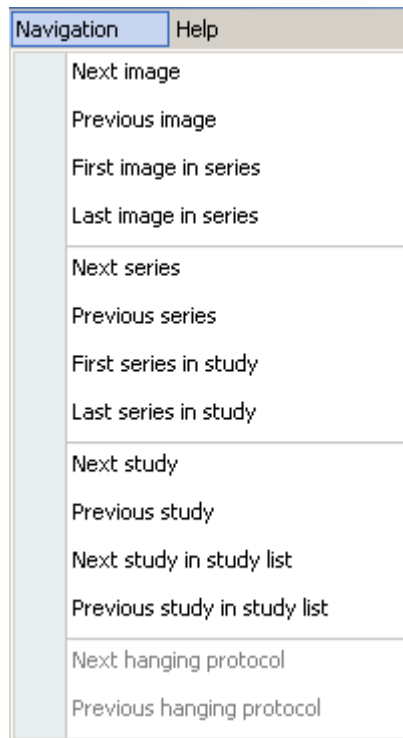 Navigation Help
Next image
Previous image
First image in series
Last image in series
Next series
Previous series
First series in study
Last series in study
Next study
Previous study
Next study in study list
Previous study in study list
Next hanging protocol
Previous hanging protocol